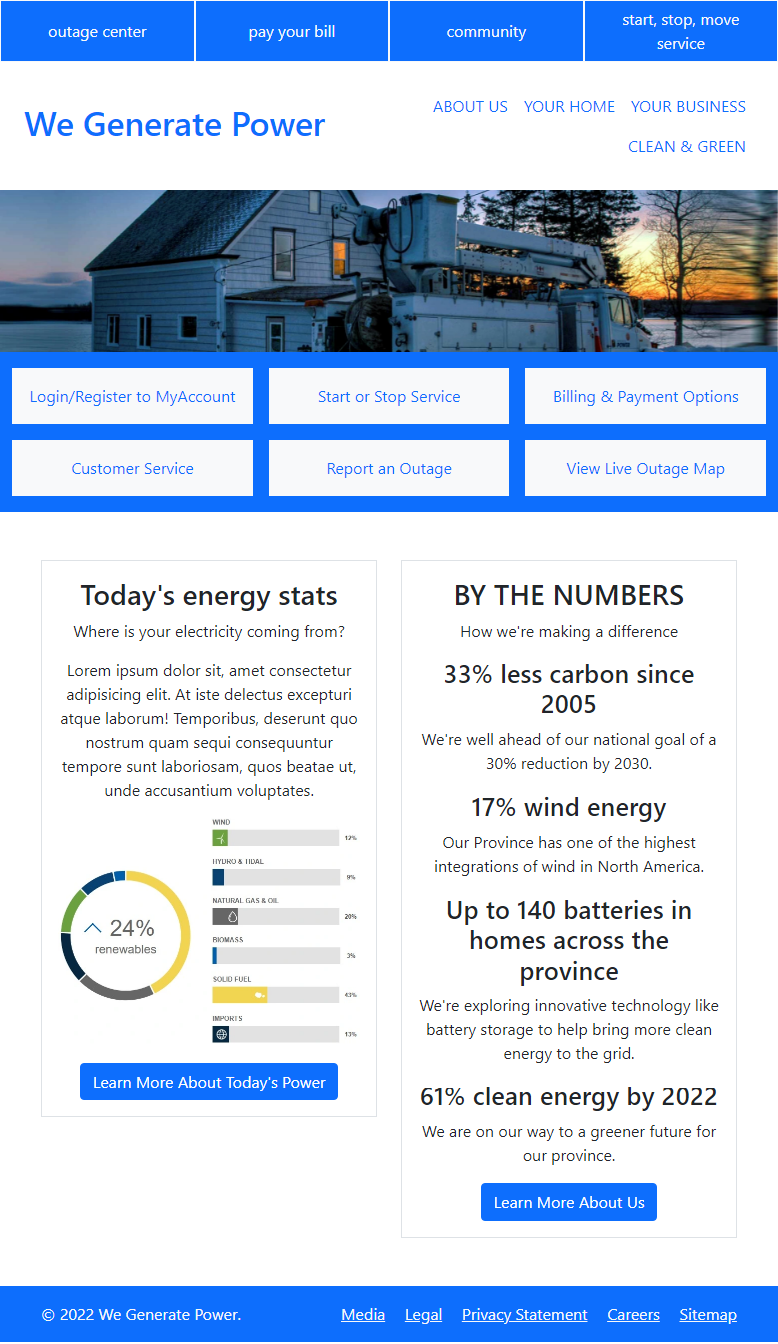 outage center
pay your bill
community
start, stop, move
service
We Generate Power
ABOUT US
YOUR HOME
YOUR BUSINESS
CLEAN & GREEN
Login/Register to MyAccount
Start or Stop Service
Billing & Payment Options
Customer Service
Report an Outage
View Live Outage Map
Today's energy stats
Where is your electricity coming from?
Lorem ipsum dolor sit, amet consectetur
adipisicing elit. At iste delectus excepturi
atque laborum! Temporibus, deserunt quo
nostrum quam sequi consequuntur
tempore sunt laboriosam, quos beatae ut,
unde accusantium voluptates.
24%
renewables
WIND
12%
HYDRO & TIDAL
9%
NATURAL GAS & OIL
20%
BIOMASS
3%
SOLID FUEL
43%
IMPORTS
13%
Learn More About Today's Power
BY THE NUMBERS
How we're making a difference
33% less carbon since
2005
We're well ahead of our national goal of a
30% reduction by 2030.
17% wind energy
Our Province has one of the highest
integrations of wind in North America.
Up to 140 batteries in
homes across the
province
We're exploring innovative technology like
battery storage to help bring more clean
energy to the grid.
61% clean energy by 2022
We are on our way to a greener future for
our province.
Learn More About Us
© 2022 We Generate Power.
Media
Legal
Privacy Statement
Careers
Sitemap